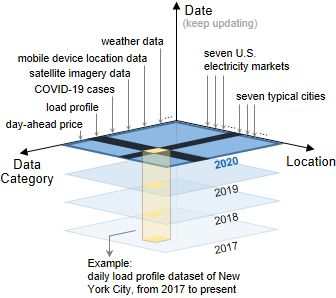 Date
(keep updating)
weather data
mobile device location data
satellite imagery data
COVID-19 cases
load profile
day-ahead price
seven U.S.
electricity markets
seven typical cities
Data
Category
Location
2020
2019
2018
2017
Example:
daily load profile dataset of New
York City, from 2017 to present